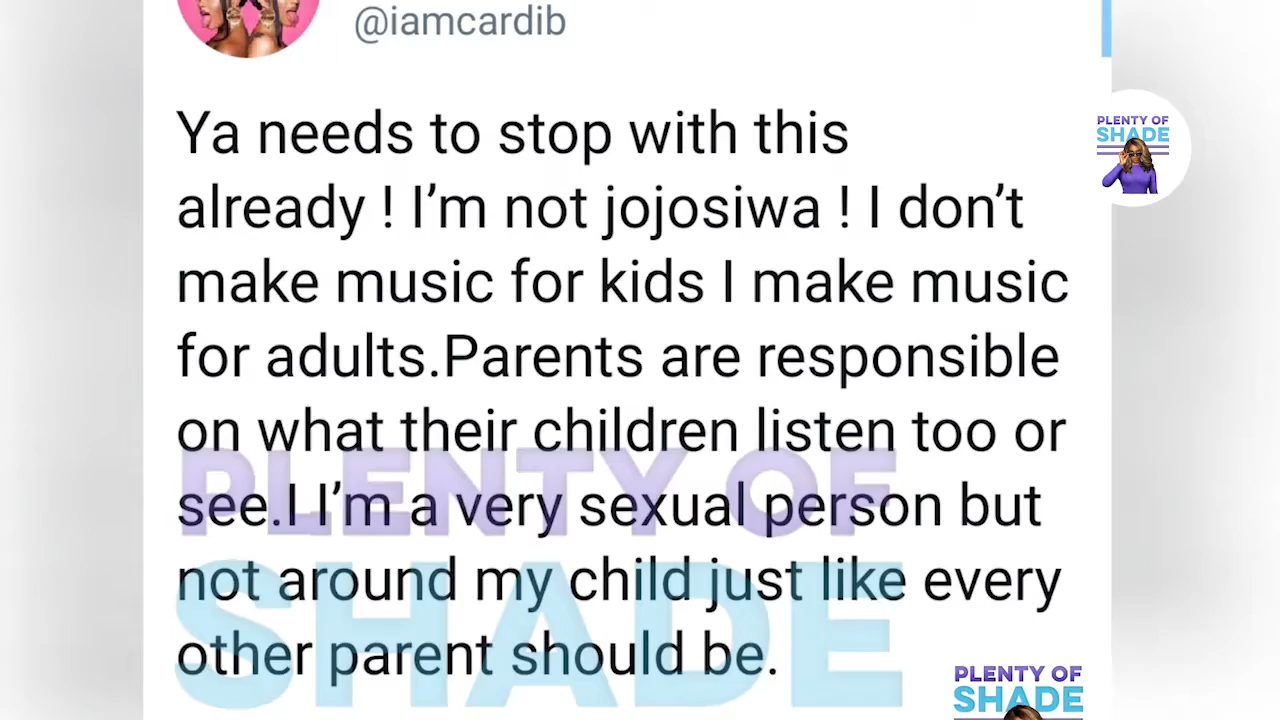 @iamcardib
Ya needs to stop with this
already ! I’m not jojosiwa ! I don’t
make music for kids I make music
for adults.Parents are responsible
on what their children listen too or
see.I I’m a very sexual person but
not around my child just like every
other parent should be.
PLENTY OF
SHADE
PLENTY OF
SHADE
PLENTY OF
SHADE